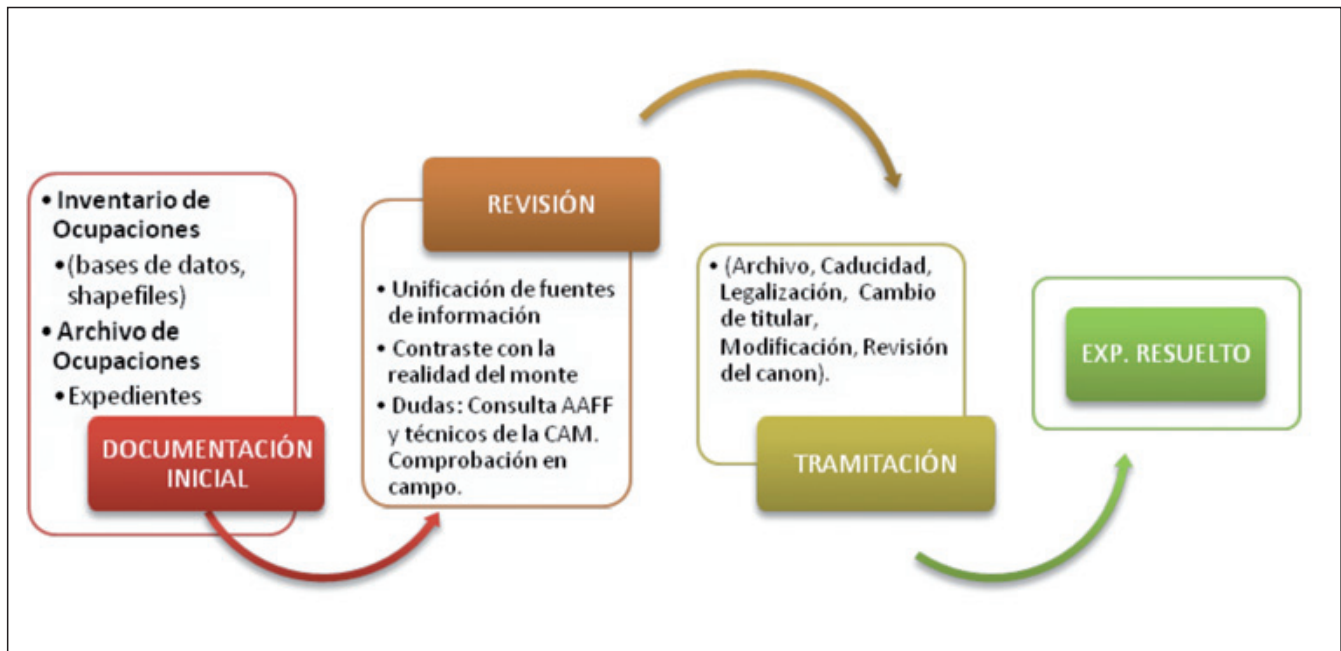 • Inventario de
Ocupaciones
• (bases de datos,
shapefiles)
• Archivo de
Ocupaciones
• Expedientes
DOCUMENTACIÓN
INICIAL
REVISIÓN
• Unificación de fuentes
de información
• Contraste con la
realidad del monte
• Dudas: Consulta AAFF
y técnicos de la CAM.
Comprobación en
campo.
• (Archivo, Caducidad,
Legalización, Cambio
de titular,
Modificación, Revisión
del canon).
TRAMITACIÓN
EXP. RESUELTO